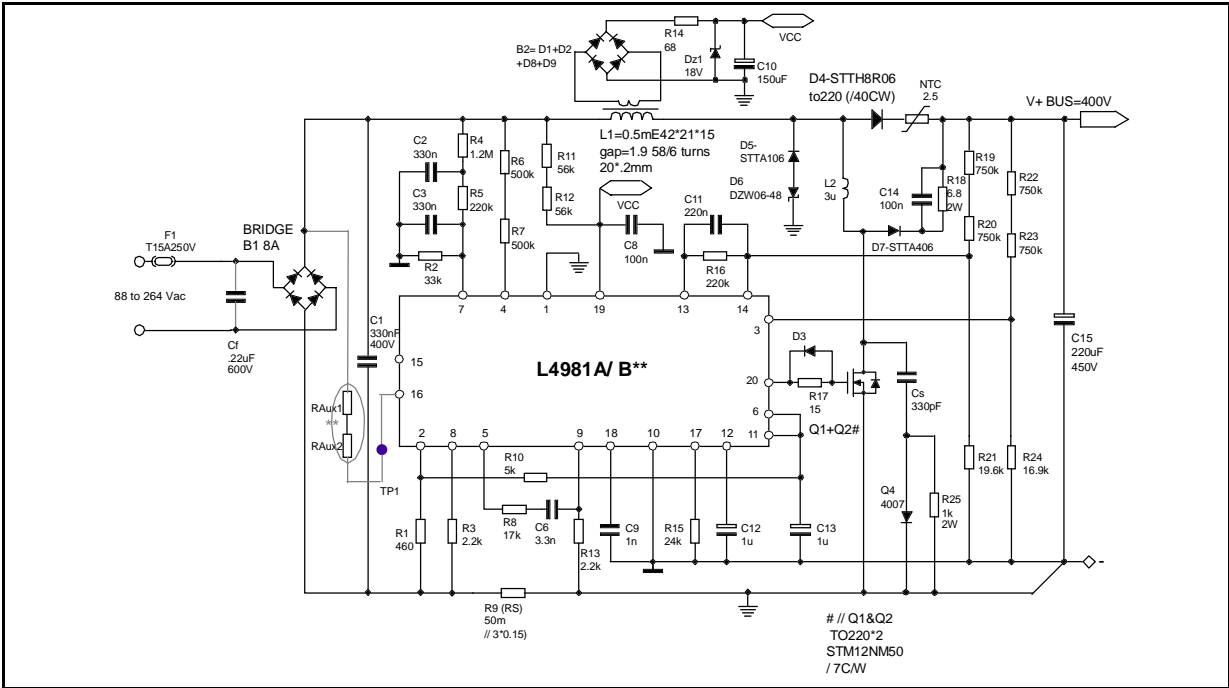 B2= D1+D2
+D8+D9
R14
68
Dz1
18V
C10
150uF
VCC
D4-STTH8R06
to220 (/40CW)
NTC
2.5
V+ BUS=400V
C2
330n
R4
1.2M
C3
330n
R5
220k
R2
33k
R6
500k
R7
500k
R11
56k
R12
56k
L1=0.5mE42*21*15
gap=1.9 58/6 turns
20*.2mm
VCC
C8
100n
C11
220n
R16
220k
D5-
STTA106
D6
DZW06-48
L2
3u
C14
100n
R18
6.8
2W
D7-STTA406
R19
750k
R20
750k
R22
750k
R23
750k
F1
T15A250V
BRIDGE
B1 8A
88 to 264 Vac
Cf
.22uF
600V
C1
330nF
400V
7
4
1
19
13
14
15
16
L4981A/ B**
3
20
6
11
2
8
5
9
18
10
17
12
D3
R17
15
Q1+Q2#
Cs
330pF
C15
220uF
450V
RAux1
**
RAux2
TP1
R10
5k
R1
460
R3
2.2k
R8
17k
C6
3.3n
R13
2.2k
C9
1n
R15
24k
C12
1u
C13
1u
Q4
4007
R25
1k
2W
R21
19.6k
R24
16.9k
-
R9 (RS)
50m
// 3*0.15)
# // Q1&Q2
TO220*2
STM12NM50
/ 7C/W